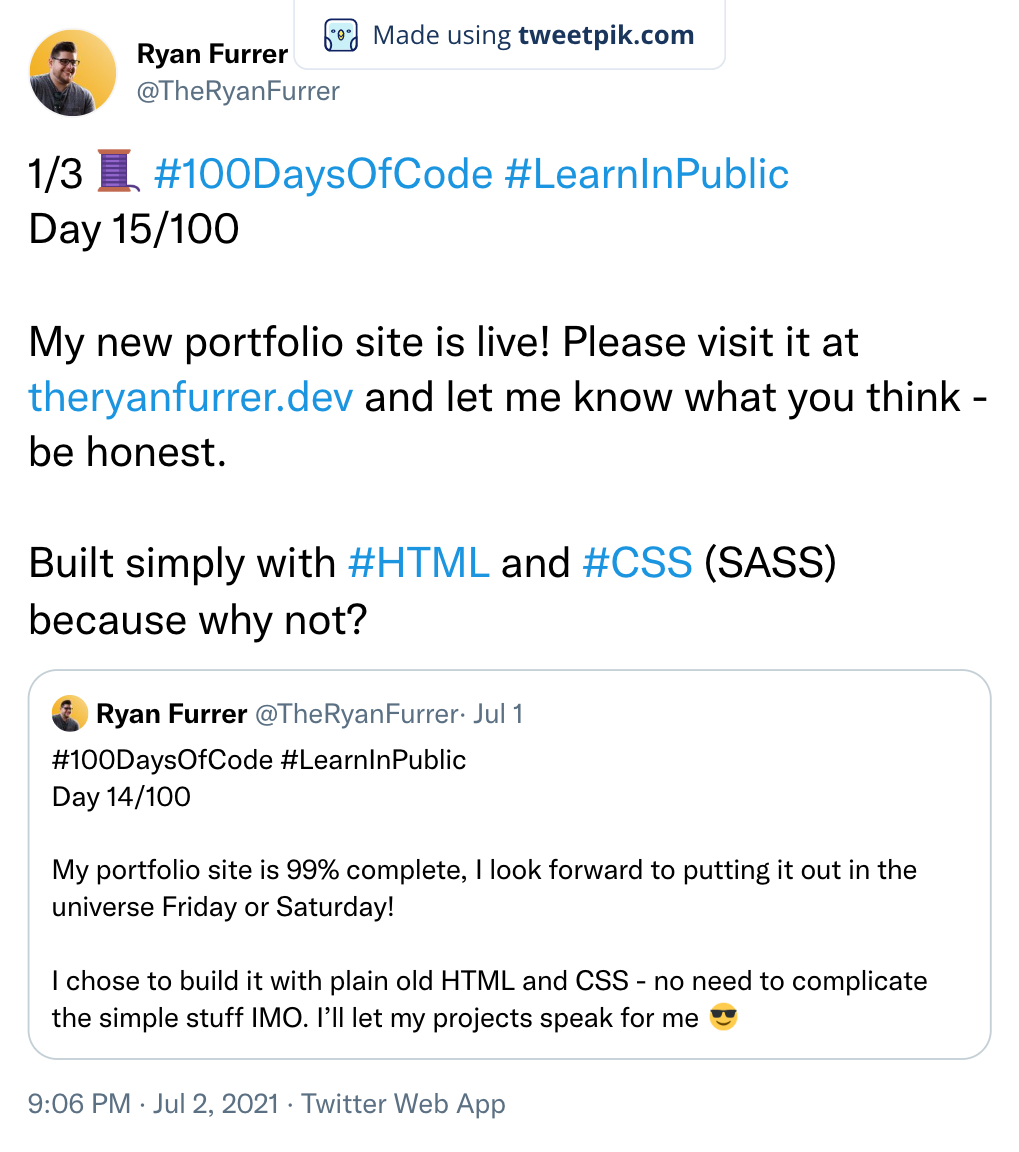 Made using tweetpik.com
Ryan Furrer
@TheRyanFurrer
1/3 🧵 #100DaysOfCode #LearnInPublic
Day 15/100
My new portfolio site is live! Please visit it at
theryanfurrer.dev and let me know what you think -
be honest.
Built simply with #HTML and #CSS (SASS)
because why not?
Ryan Furrer @TheRyanFurrer· Jul 1
#100DaysOfCode #LearnInPublic
Day 14/100
My portfolio site is 99% complete, I look forward to putting it out in the
universe Friday or Saturday!
I chose to build it with plain old HTML and CSS - no need to complicate
the simple stuff IMO. I’ll let my projects speak for me 😎
9:06 PM · Jul 2, 2021 · Twitter Web App